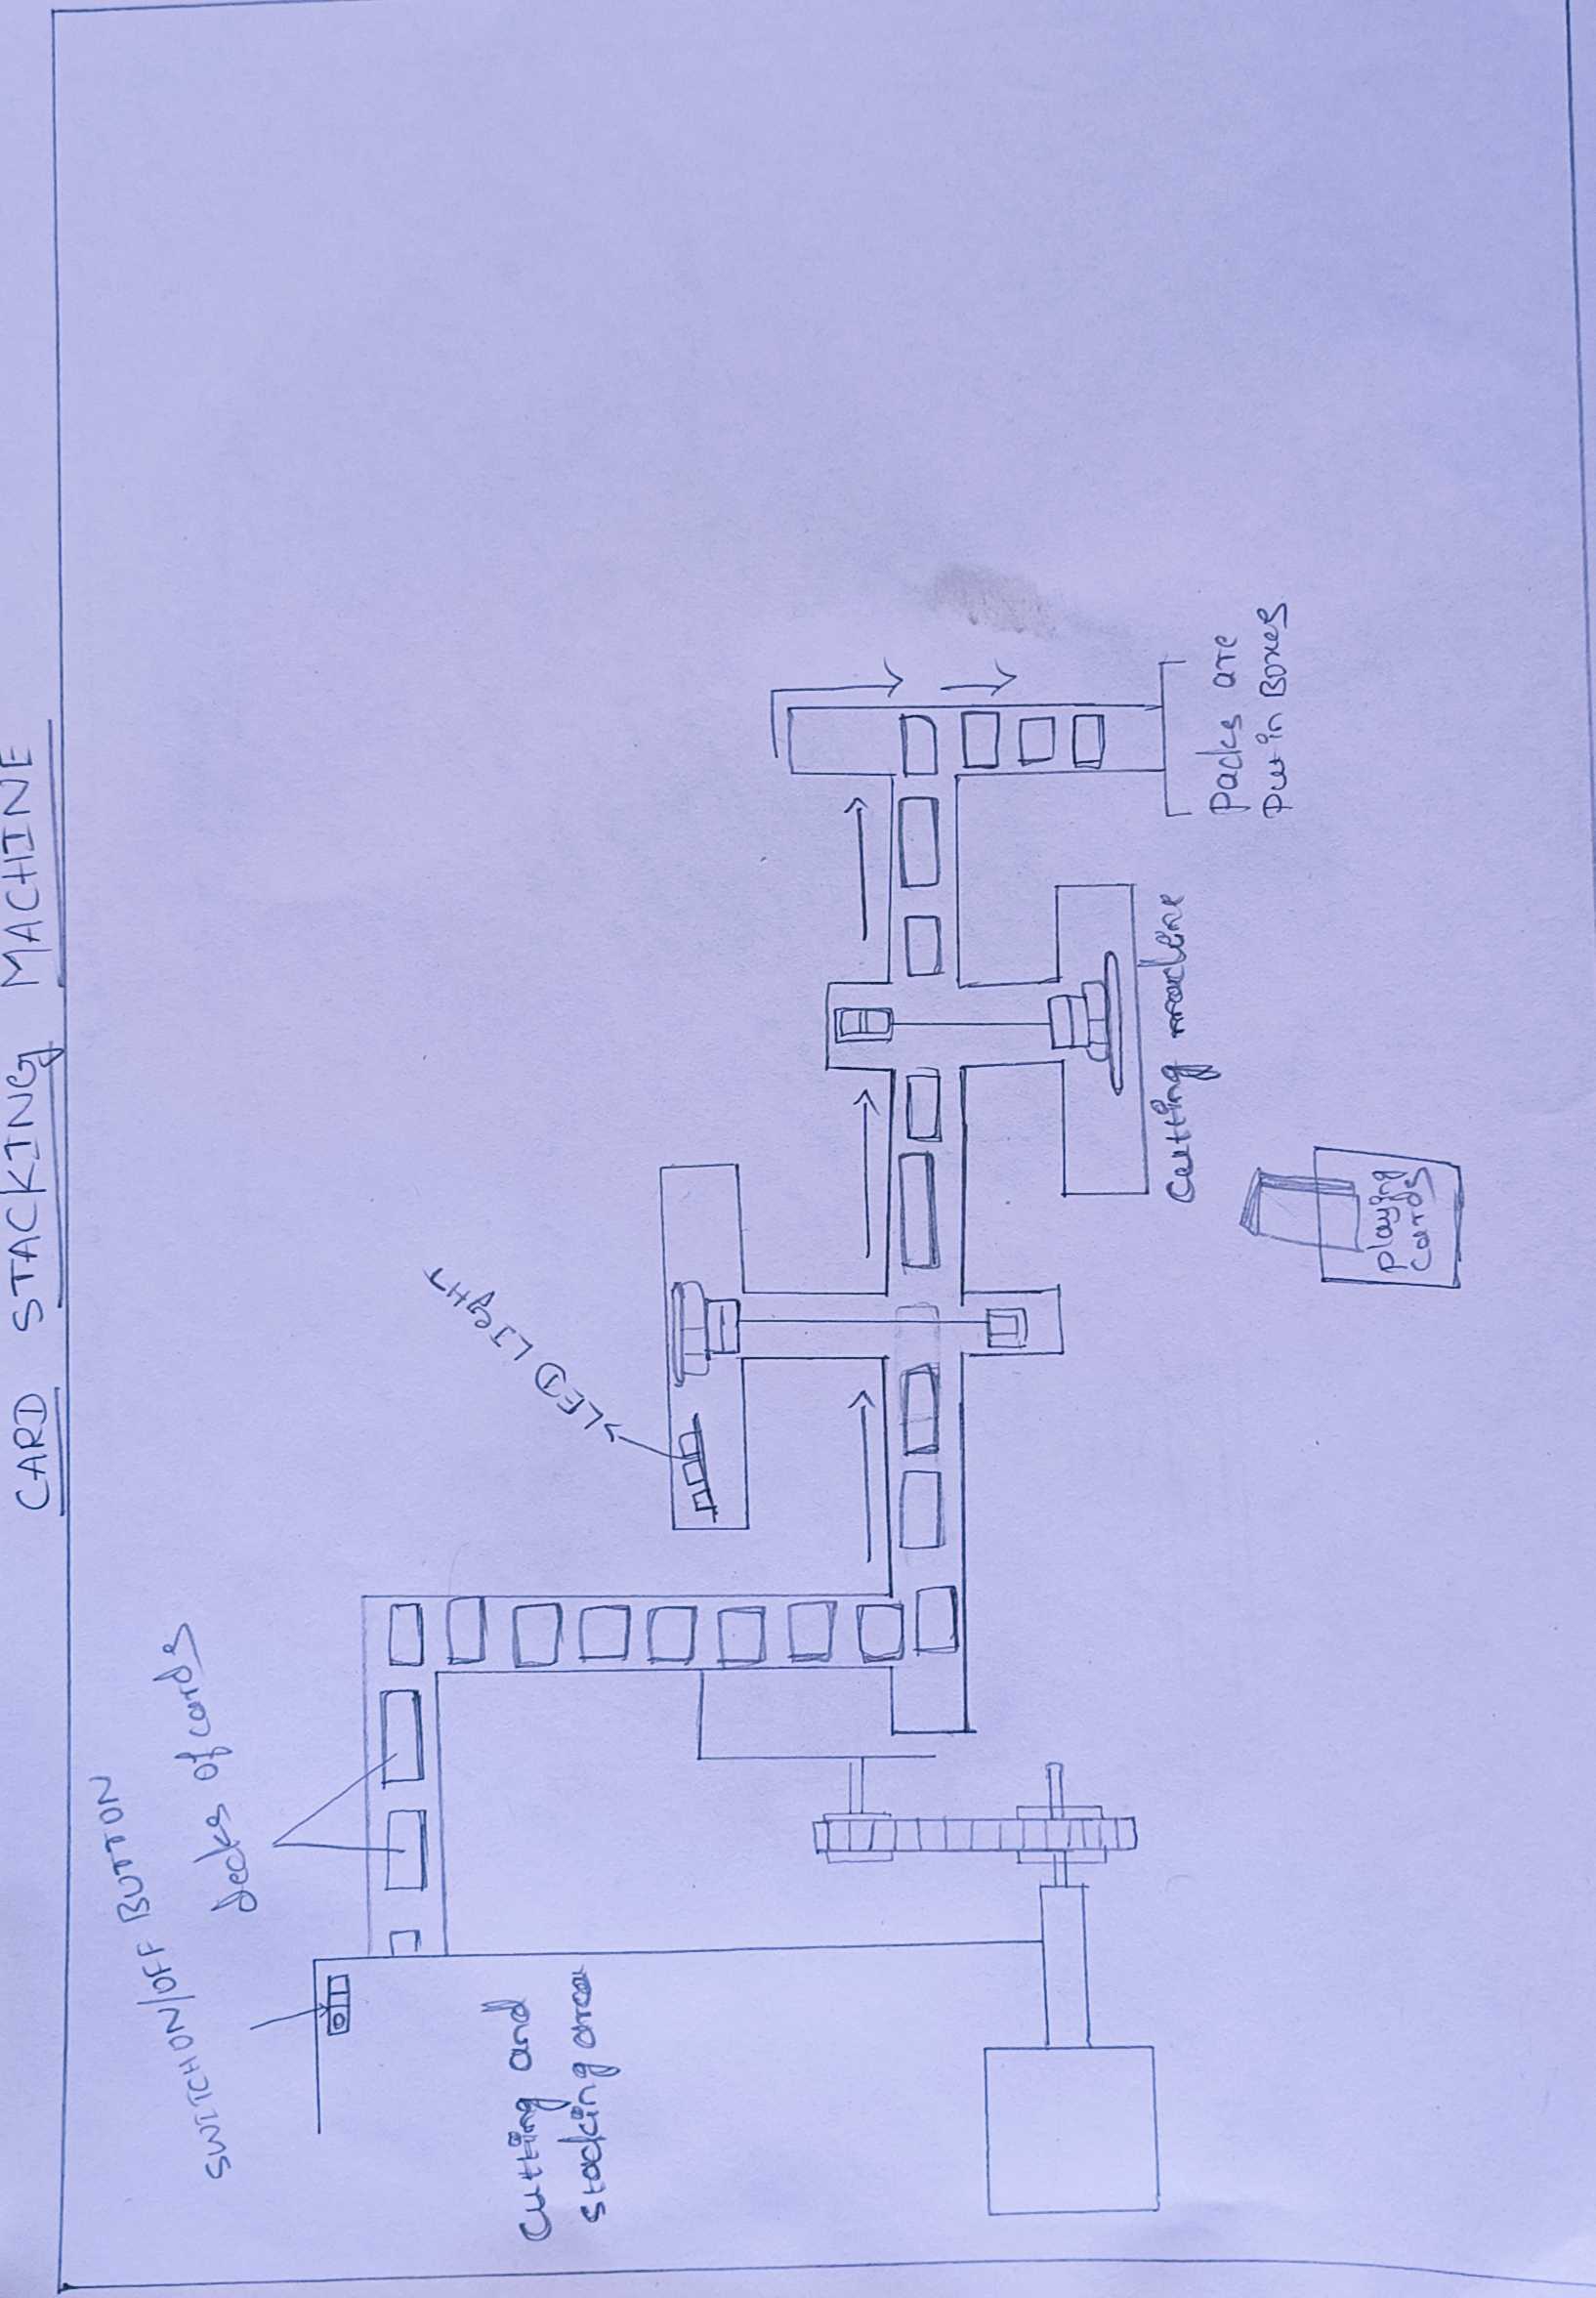 CARD STACKING MACHINE
SWITCH ON/OFF BUTTON
decks of cards
LED LIGHT
Cutting and
stacking area
Cutting machine
Packs are
Put in Boxes
Playing
Cards